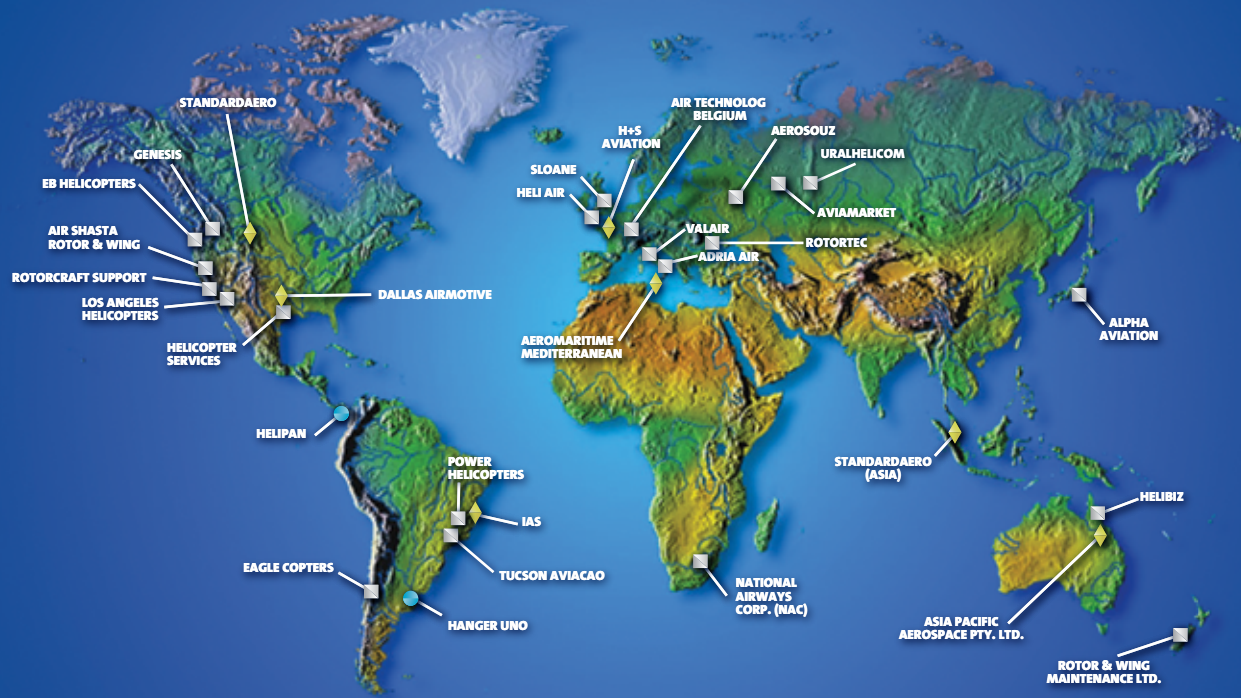 STANDARDAERO
GENESIS
EB HELICOPTERS
AIR SHASTA
ROTOR & WING
ROTORCRAFT SUPPORT
LOS ANGELES
HELICOPTERS
DALLAS AIRMOTIVE
HELICOPTER
SERVICES
HELIPAN
POWER
HELICOPTERS
IAS
TUCSON AVIACAO
EAGLE COPTERS
HANGER UNO
AIR TECHNOLOG
BELGIUM
H+S
AVIATION
SLOANE
HELI AIR
AEROSOUZ
URALHELICOM
AVIAMARKET
VALAIR
ROTORTEC
ADRIA AIR
AEROMARITIME
MEDITERRANEAN
ALPHA
AVIATION
STANDARDAERO
(ASIA)
HELIBIZ
NATIONAL
AIRWAYS
CORP. (NAC)
ASIA PACIFIC
AEROSPACE PTY. LTD.
ROTOR & WING
MAINTENANCE LTD.